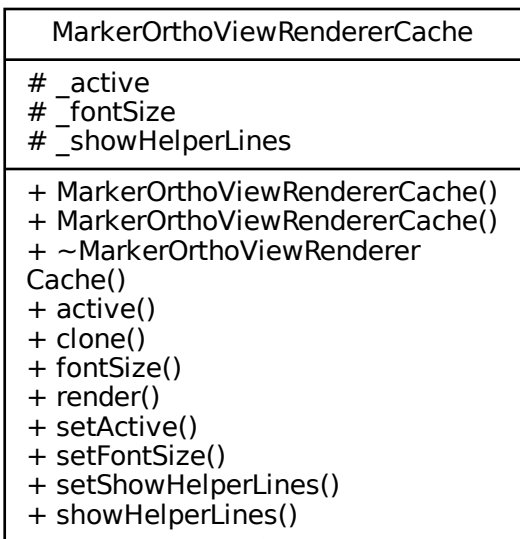 MarkerOrthoViewRendererCache
# _active
# _fontSize
# _showHelperLines
+ MarkerOrthoViewRendererCache()
+ MarkerOrthoViewRendererCache()
+ ~MarkerOrthoViewRenderer
Cache()
+ active()
+ clone()
+ fontSize()
+ render()
+ setActive()
+ setFontSize()
+ setShowHelperLines()
+ showHelperLines()